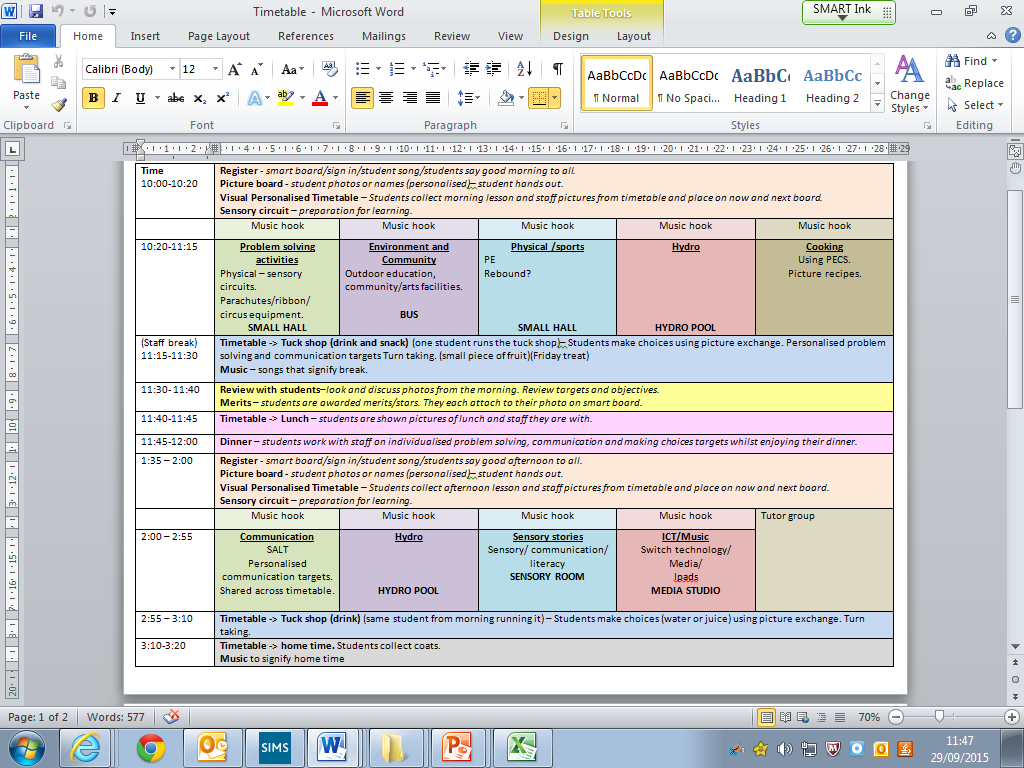 Timetable - Microsoft Word
Table Tools
SMART Ink
File Home Insert Page Layout References Mailings Review View Design Layout
Calibri (Body) 12
Paste
AaBbCcDc AaBbCcDc AaBbC AaBbCc
¶ Normal ¶ No Spaci... Heading 1 Heading 2
Change
Styles
Find
Replace
Select
Clipboard Font Paragraph Styles Editing
Time
10:00-10:20
Register - smart board/sign in/student song/students say good morning to all.
Picture board - student photos or names (personalised)– student hands out.
Visual Personalised Timetable – Students collect morning lesson and staff pictures from timetable and place on now and next board.
Sensory circuit – preparation for learning.
Music hook Music hook Music hook Music hook Music hook
10:20-11:15
Problem solving
activities
Physical – sensory
circuits.
Parachutes/ribbon/
circus equipment.
SMALL HALL
Environment and
Community
Outdoor education,
community/arts facilities.
BUS
Physical /sports
PE
Rebound?
SMALL HALL
Hydro
HYDRO POOL
Cooking
Using PECS.
Picture recipes.
(Staff break)
11:15-11:30
Timetable -> Tuck shop (drink and snack) (one student runs the tuck shop)– Students make choices using picture exchange. Personalised problem
solving and communication targets Turn taking. (small piece of fruit)(Friday treat)
Music – songs that signify break.
11:30- 11:40
Review with students–look and discuss photos from the morning. Review targets and objectives.
Merits – students are awarded merits/stars. They each attach to their photo on smart board.
11:40-11:45
Timetable -> Lunch – students are shown pictures of lunch and staff they are with.
11:45-12:00
Dinner – students work with staff on individualised problem solving, communication and making choices targets whilst enjoying their dinner.
1:35 – 2:00
Register - smart board/sign in/student song/students say good afternoon to all.
Picture board - student photos or names (personalised)– student hands out.
Visual Personalised Timetable – Students collect afternoon lesson and staff pictures from timetable and place on now and next board.
Sensory circuit – preparation for learning.
Music hook Music hook Music hook Music hook Tutor group
2:00 – 2:55
Communication
SALT
Personalised
communication targets.
Shared across timetable.
Hydro
HYDRO POOL
Sensory stories
Sensory/ communication/
literacy
SENSORY ROOM
ICT/Music
Switch technology/
Media/
Ipads
MEDIA STUDIO
2:55 – 3:10
Timetable -> Tuck shop (drink) (same student from morning running it) – Students make choices (water or juice) using picture exchange. Turn
taking.
3:10-3:20
Timetable -> home time. Students collect coats.
Music to signify home time
Page: 1 of 2 Words: 577 70%
SIMS
11:47
29/09/2015